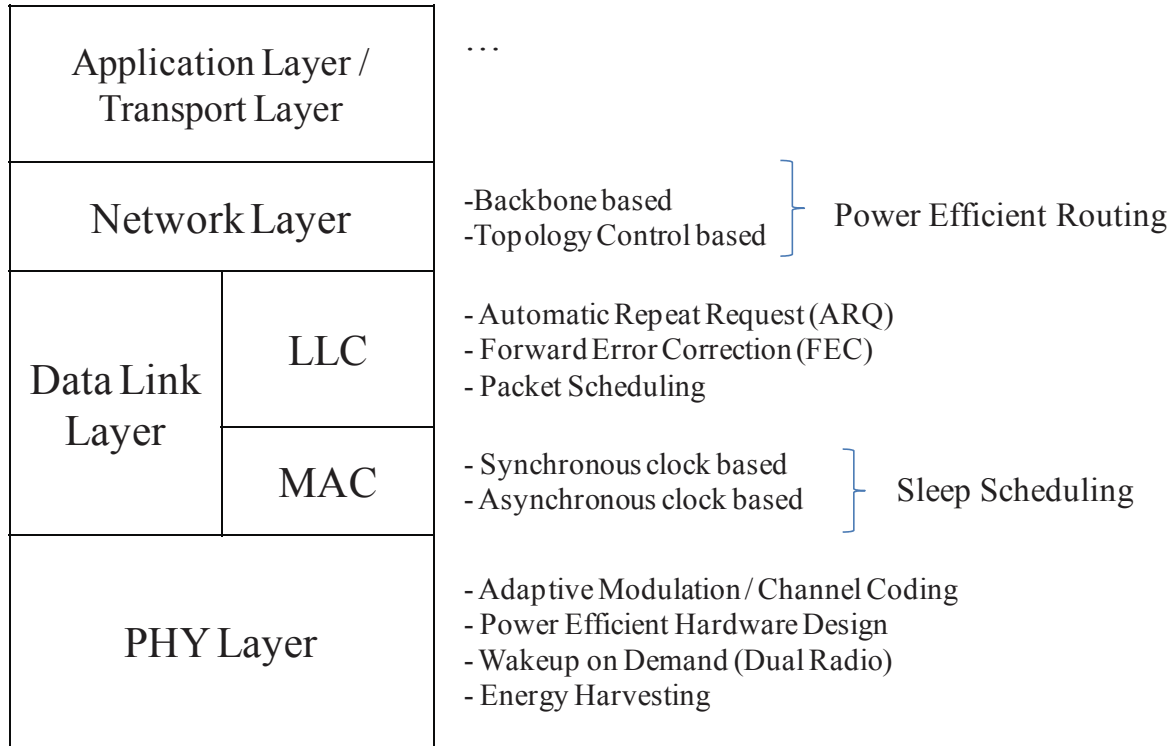 Application Layer /
Transport Layer
…
Network Layer
-Backbone based
-Topology Control based
Power Efficient Routing
Data Link
Layer
LLC
- Automatic Repeat Request (ARQ)
- Forward Error Correction (FEC)
- Packet Scheduling
MAC
- Synchronous clock based
- Asynchronous clock based
Sleep Scheduling
PHY Layer
- Adaptive Modulation / Channel Coding
- Power Efficient Hardware Design
- Wakeup on Demand (Dual Radio)
- Energy Harvesting